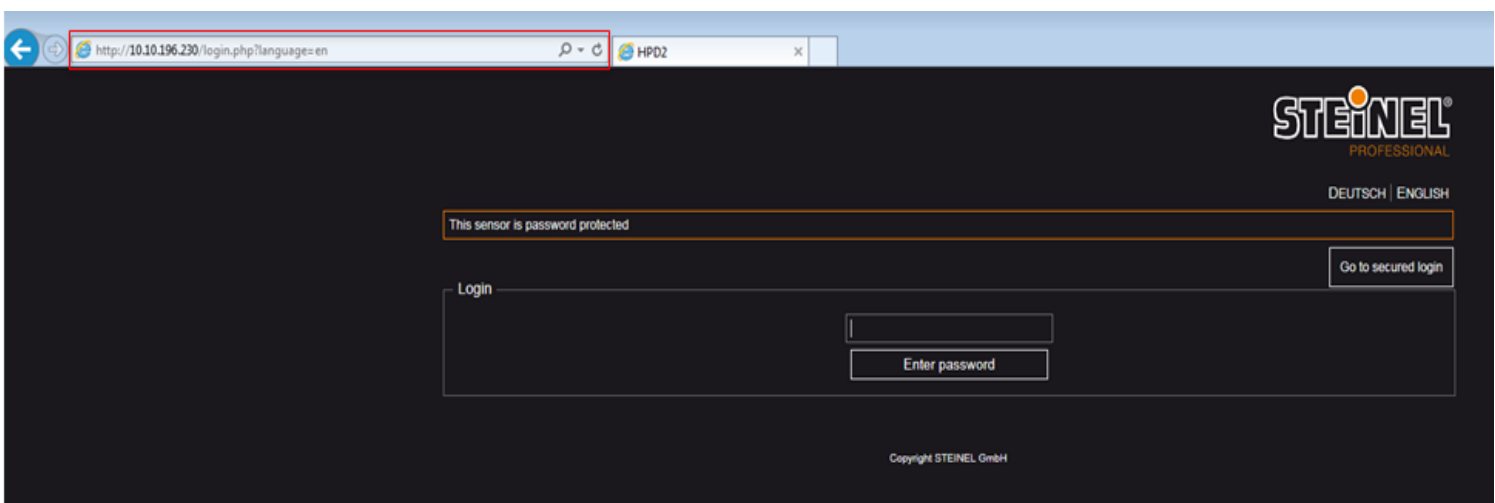 http://10.10.196.230/login.php?language=en
HPD2
STEINEL®
PROFESSIONAL
DEUTSCH | ENGLISH
This sensor is password protected
Go to secured login
Login
Enter password
Copyright STEINEL GmbH